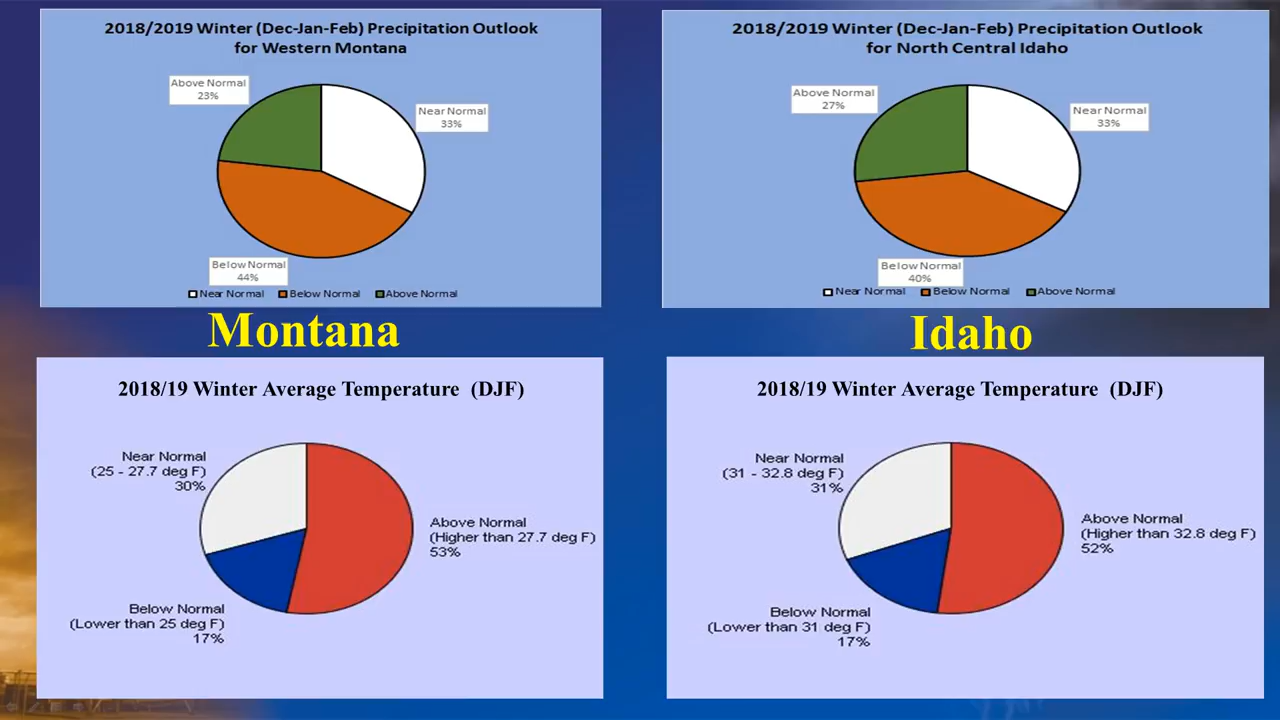 2018/2019 Winter (Dec-Jan-Feb) Precipitation Outlook
for Western Montana
Above Normal
23%
Near Normal
33%
Below Normal
44%
Near Normal Below Normal Above Normal
2018/2019 Winter (Dec-Jan-Feb) Precipitation Outlook
for North Central Idaho
Above Normal
27%
Near Normal
33%
Below Normal
40%
Near Normal Below Normal Above Normal
Montana
Idaho
2018/19 Winter Average Temperature (DJF)
Near Normal
(25 - 27.7 deg F)
30%
Above Normal
(Higher than 27.7 deg F)
53%
Below Normal
(Lower than 25 deg F)
17%
2018/19 Winter Average Temperature (DJF)
Near Normal
(31 - 32.8 deg F)
31%
Above Normal
(Higher than 32.8 deg F)
52%
Below Normal
(Lower than 31 deg F)
17%